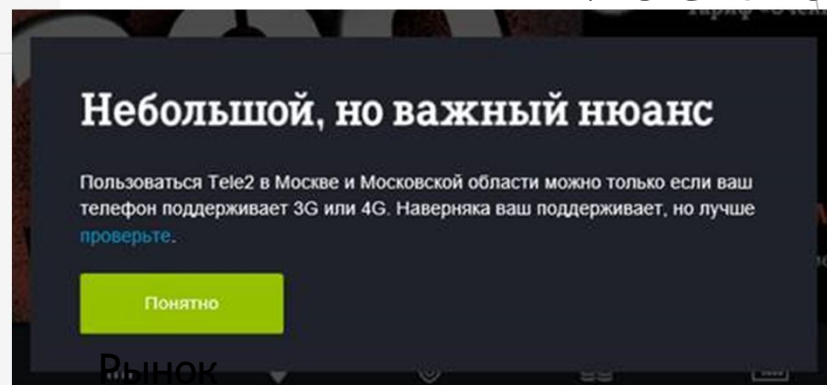 Небольшой, но важный нюанс
Пользоваться Tele2 в Москве и Московской области можно только если ваш
телефон поддерживает 3G или 4G. Наверняка ваш поддерживает, но лучше
проверьте.
Понятно
Рынок